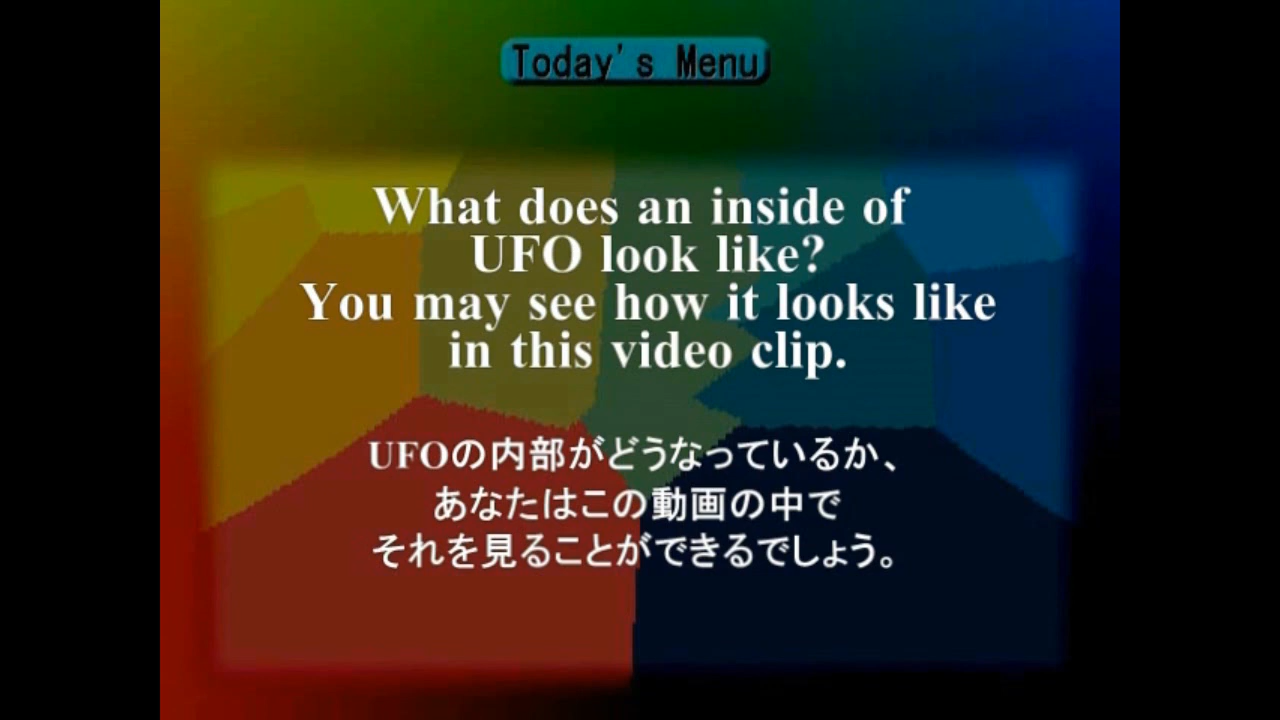 Today's Menu
What does an inside of
UFO look like?
You may see how it looks like
in this video clip.
UFOの内部がどうなっているか、
あなたはこの動画の中で
それを見ることができるでしょう。